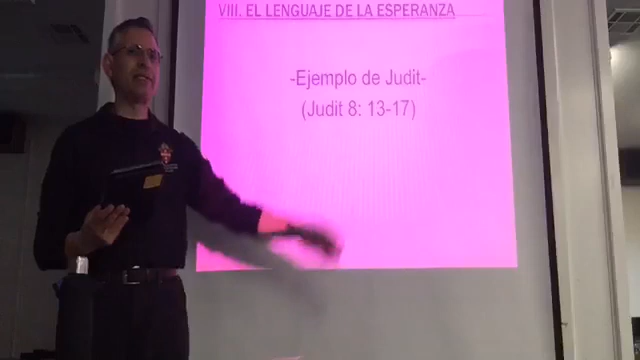 VIII. EL LENGUAJE DE LA ESPERANZA
-Ejemplo de Judit-
(Judit 8: 13-17)